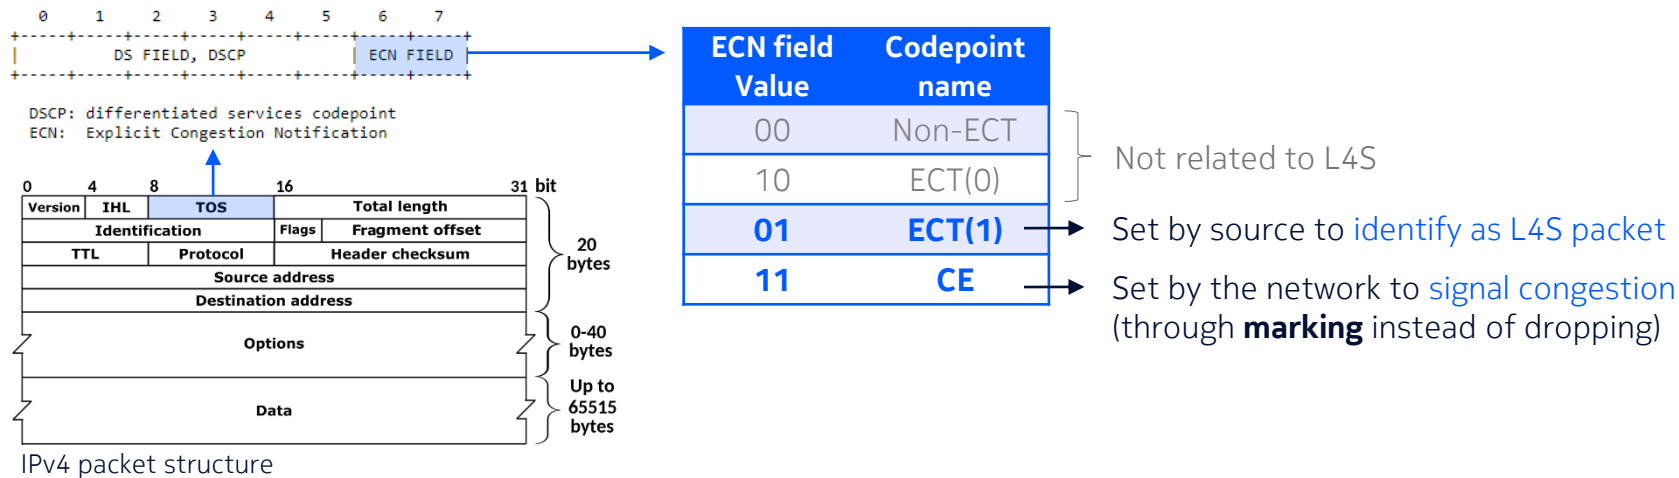 0 1 2 3 4 5 6 7
+-----+-----+-----+-----+-----+-----+-----+-----+
| DS FIELD, DSCP | ECN FIELD |
+-----+-----+-----+-----+-----+-----+-----+-----+
DSCP: differentiated services codepoint
ECN: Explicit Congestion Notification
0 4 8 16 31 bit
Version IHL TOS Total length
Identification Flags Fragment offset
TTL Protocol Header checksum
Source address
Destination address
20
bytes
Options
0-40
bytes
Data
Up to
65515
bytes
IPv4 packet structure
ECN field Codepoint
Value name
00 Non-ECT
10 ECT(0)
01 ECT(1)
11 CE
Not related to L4S
Set by source to identify as L4S packet
Set by the network to signal congestion
(through marking instead of dropping)